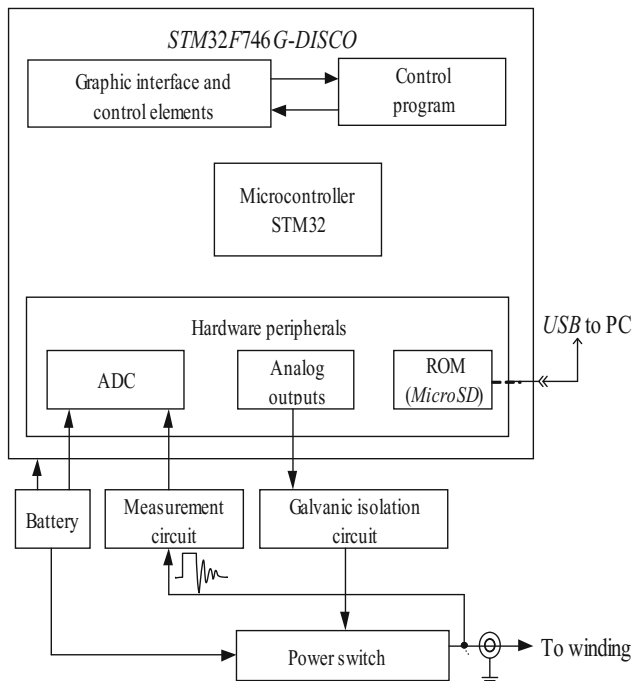 STM32F746G-DISCO
Graphic interface and
control elements
Control
program
Microcontroller
STM32
Hardware peripherals
ADC
Analog
outputs
ROM
(MicroSD)
USB to PC
Battery
Measurement
circuit
Galvanic isolation
circuit
Power switch
To winding